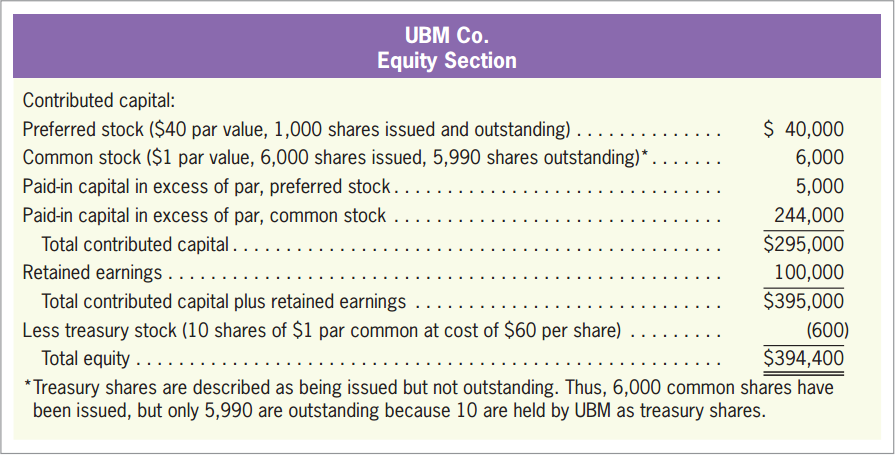 UBM Co.
Equity Section
Contributed capital:
Preferred stock ($40 par value, 1,000 shares issued and outstanding) . . . . . . . . . . . . . . $ 40,000
Common stock ($1 par value, 6,000 shares issued, 5,990 shares outstanding)* . . . . . . . 6,000
Paid-in capital in excess of par, preferred stock . . . . . . . . . . . . . . . . . . . . . . . . . . . . . . . 5,000
Paid-in capital in excess of par, common stock . . . . . . . . . . . . . . . . . . . . . . . . . . . . . . . 244,000
Total contributed capital . . . . . . . . . . . . . . . . . . . . . . . . . . . . . . . . . . . . . . . . . . . . . . $295,000
Retained earnings . . . . . . . . . . . . . . . . . . . . . . . . . . . . . . . . . . . . . . . . . . . . . . . . . . . . 100,000
Total contributed capital plus retained earnings . . . . . . . . . . . . . . . . . . . . . . . . . . . . . $395,000
Less treasury stock (10 shares of $1 par common at cost of $60 per share) . . . . . . . . . (600)
Total equity . . . . . . . . . . . . . . . . . . . . . . . . . . . . . . . . . . . . . . . . . . . . . . . . . . . . . . . . $394,400
*Treasury shares are described as being issued but not outstanding. Thus, 6,000 common shares have
been issued, but only 5,990 are outstanding because 10 are held by UBM as treasury shares.